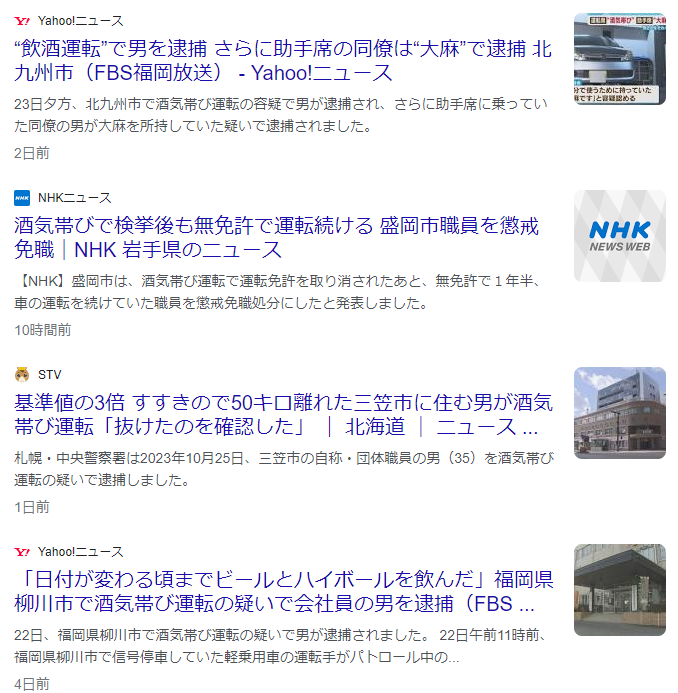 Yahoo!ニュース
“飲酒運転”で男を逮捕 さらに助手席の同僚は“大麻”で逮捕 北
九州市（FBS福岡放送） - Yahoo!ニュース
23日夕方、北九州市で酒気帯び運転の容疑で男が逮捕され、さらに助手席に乗ってい
た同僚の男が大麻を所持していた疑いで逮捕されました。
2日前
分で使うために持っていた
麻です」と容疑認める
NHK
NHKニュース
酒気帯びで検挙後も無免許で運転続ける 盛岡市職員を懲戒
免職｜NHK 岩手県のニュース
【NHK】盛岡市は、酒気帯び運転で運転免許を取り消されたあと、無免許で１年半、
車の運転を続けていた職員を懲戒免職処分にしたと発表しました。
10時間前
NHK
NEWS WEB
STV
基準値の3倍 すすきので50キロ離れた三笠市に住む男が酒気
帯び運転「抜けたのを確認した」 ｜ 北海道 ｜ ニュース ...
札幌・中央警察署は2023年10月25日、三笠市の自称・団体職員の男（35）を酒気帯び
運転の疑いで逮捕しました。
1日前
Yahoo!ニュース
「日付が変わる頃までビールとハイボールを飲んだ」福岡県
柳川市で酒気帯び運転の疑いで会社員の男を逮捕（FBS ...
22日、福岡県柳川市で酒気帯び運転の疑いで男が逮捕されました。 22日午前11時前、
福岡県柳川市で信号停車していた軽乗用車の運転手がパトロール中の...
4日前